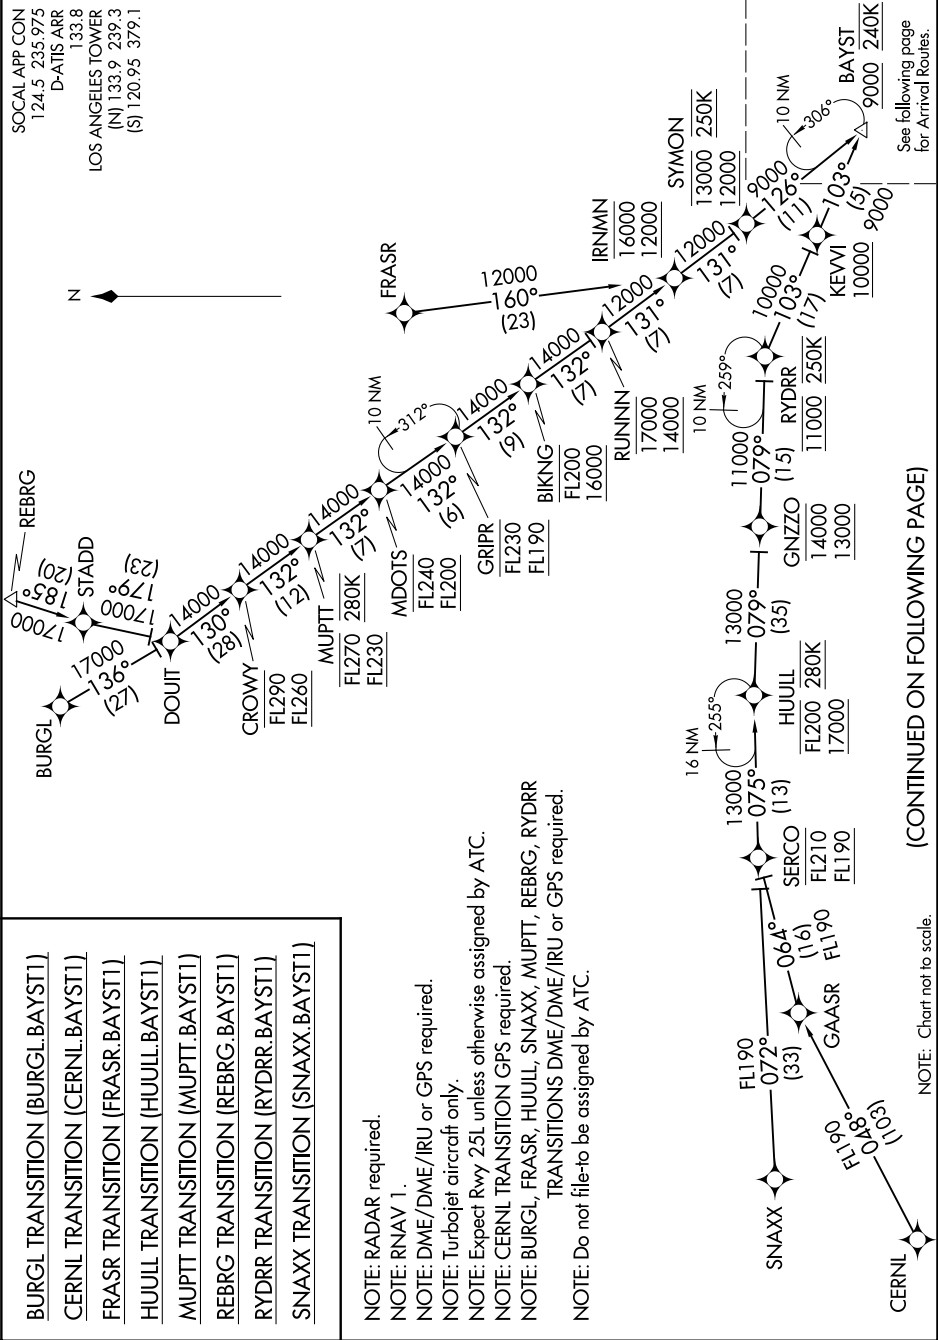 SOCAL APP CON
124.5 235.975
D-ATIS ARR
133.8
LOS ANGELES TOWER
(N) 133.9 239.3
(S) 120.95 379.1
N
REBRG
17000
185°
(20)
STADD
17000
179°
(23)
BURGL
17000
136°
(27)
DOUIT
14000
130°
(28)
CROWY
FL290
FL260
14000
132°
(12)
MUPTT
FL270 280K
FL230
14000
132°
(7)
MDOTS
FL240
FL200
10 NM
312°
14000
132°
(6)
GRIPR
FL230
FL190
14000
132°
(9)
BIKNG
FL200
16000
14000
132°
(7)
RUNNN
17000
14000
12000
131°
(7)
FRASR
12000
160°
(23)
IRNMN
16000
12000
12000
131°
(7)
SYMON
13000 250K
12000
9000
126°
(11)
10 NM
306°
BAYST
9000 240K
See following page
for Arrival Routes.
103°
(5)
9000
KEVVI
10000
10000
103°
(17)
RYDRR
11000 250K
10 NM
259°
11000
079°
(15)
GNZZO
14000
13000
13000
079°
(35)
HUULL
FL200 280K
17000
16 NM
255°
13000
075°
(13)
SERCO
FL210
FL190
064°
(16)
FL190
GAASR
FL190
072°
(33)
SNAXX
FL190
048°
(103)
CERNL
BURGL TRANSITION (BURGL.BAYST1)
CERNL TRANSITION (CERNL.BAYST1)
FRASR TRANSITION (FRASR.BAYST1)
HUULL TRANSITION (HUULL.BAYST1)
MUPTT TRANSITION (MUPTT.BAYST1)
REBRG TRANSITION (REBRG.BAYST1)
RYDRR TRANSITION (RYDRR.BAYST1)
SNAXX TRANSITION (SNAXX.BAYST1)
NOTE: RADAR required.
NOTE: RNAV 1.
NOTE: DME/DME/IRU or GPS required.
NOTE: Turbojet aircraft only.
NOTE: Expect Rwy 25L unless otherwise assigned by ATC.
NOTE: CERNL TRANSITION GPS required.
NOTE: BURGL, FRASR, HUULL, SNAXX, MUPTT, REBRG, RYDRR
TRANSITIONS DME/DME/IRU or GPS required.
NOTE: Do not file-to be assigned by ATC.
NOTE: Chart not to scale.
(CONTINUED ON FOLLOWING PAGE)